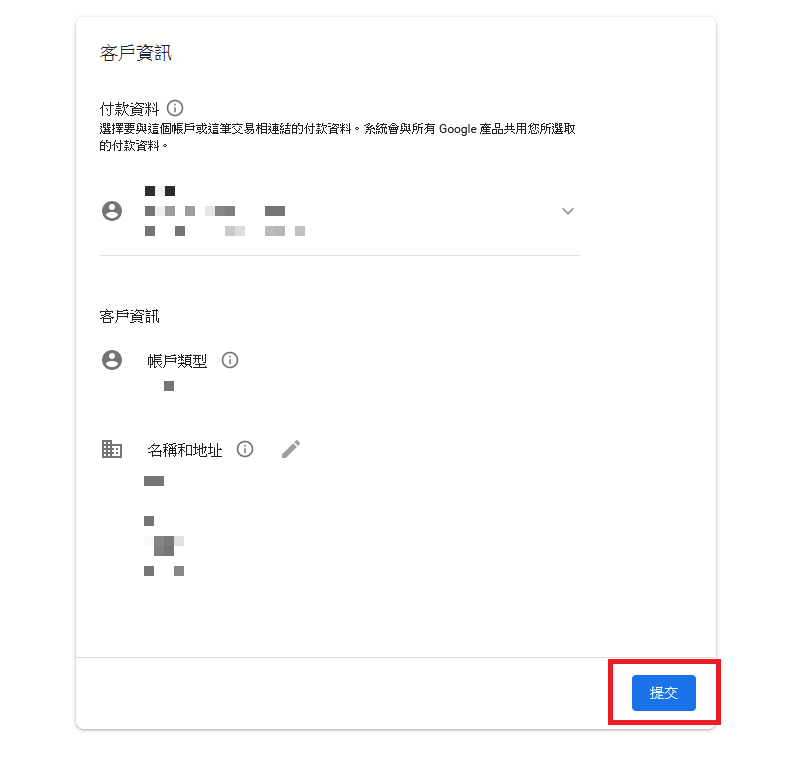 客戶資訊
付款資料
選擇要與這個帳戶或這筆交易相連結的付款資料。系統會與所有 Google 產品共用您所選取
的付款資料。
客戶資訊
帳戶類型
名稱和地址
提交